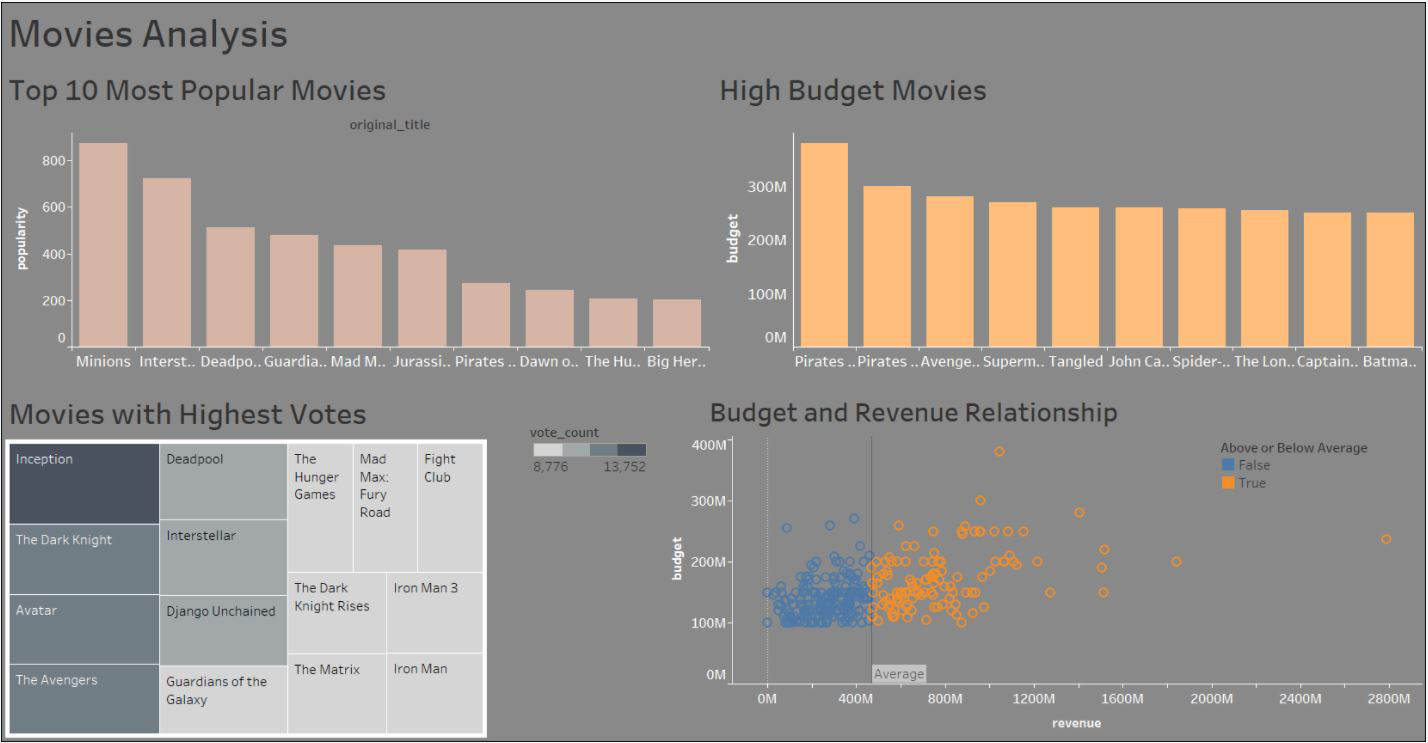 Movies Analysis
Top 10 Most Popular Movies
original_title
popularity
800
600
400
200
0
Minions Interst.. Deadpo.. Guardia.. Mad M.. Jurassi.. Pirates .. Dawn o.. The Hu.. Big Her..
High Budget Movies
budget
300M
200M
100M
0M
Pirates .. Pirates .. Avenge.. Superm.. Tangled John Ca.. Spider-.. The Lon.. Captain.. Batma..
Movies with Highest Votes
Inception
The Dark Knight
Avatar
The Avengers
Deadpool
Interstellar
Django Unchained
Guardians of the
Galaxy
The
Hunger
Games
Mad
Max:
Fury
Road
Fight
Club
The Dark
Knight Rises
Iron Man 3
The Matrix
Iron Man
vote_count
8,776 13,752
Budget and Revenue Relationship
budget
400M
300M
200M
100M
0M
Average
0M 400M 800M 1200M 1600M 2000M 2400M 2800M
revenue
Above or Below Average
False
True